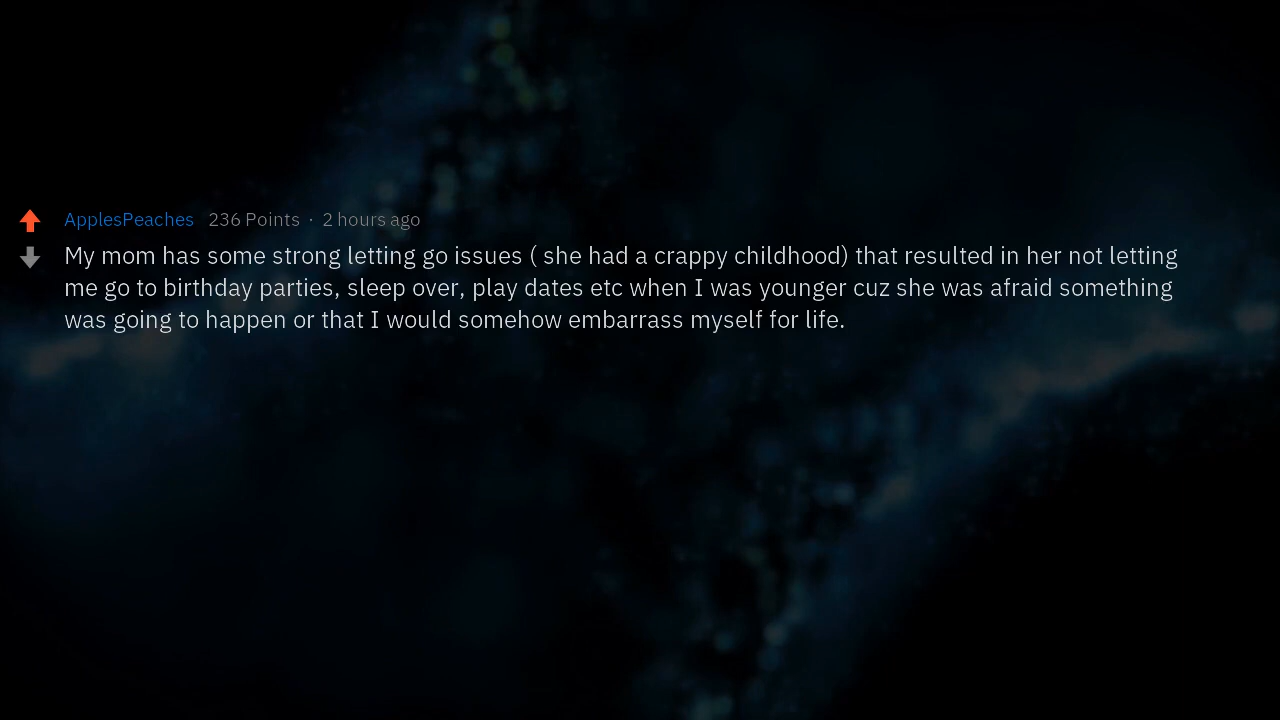 ApplesPeaches 236 Points · 2 hours ago
My mom has some strong letting go issues ( she had a crappy childhood) that resulted in her not letting
me go to birthday parties, sleep over, play dates etc when I was younger cuz she was afraid something
was going to happen or that I would somehow embarrass myself for life.